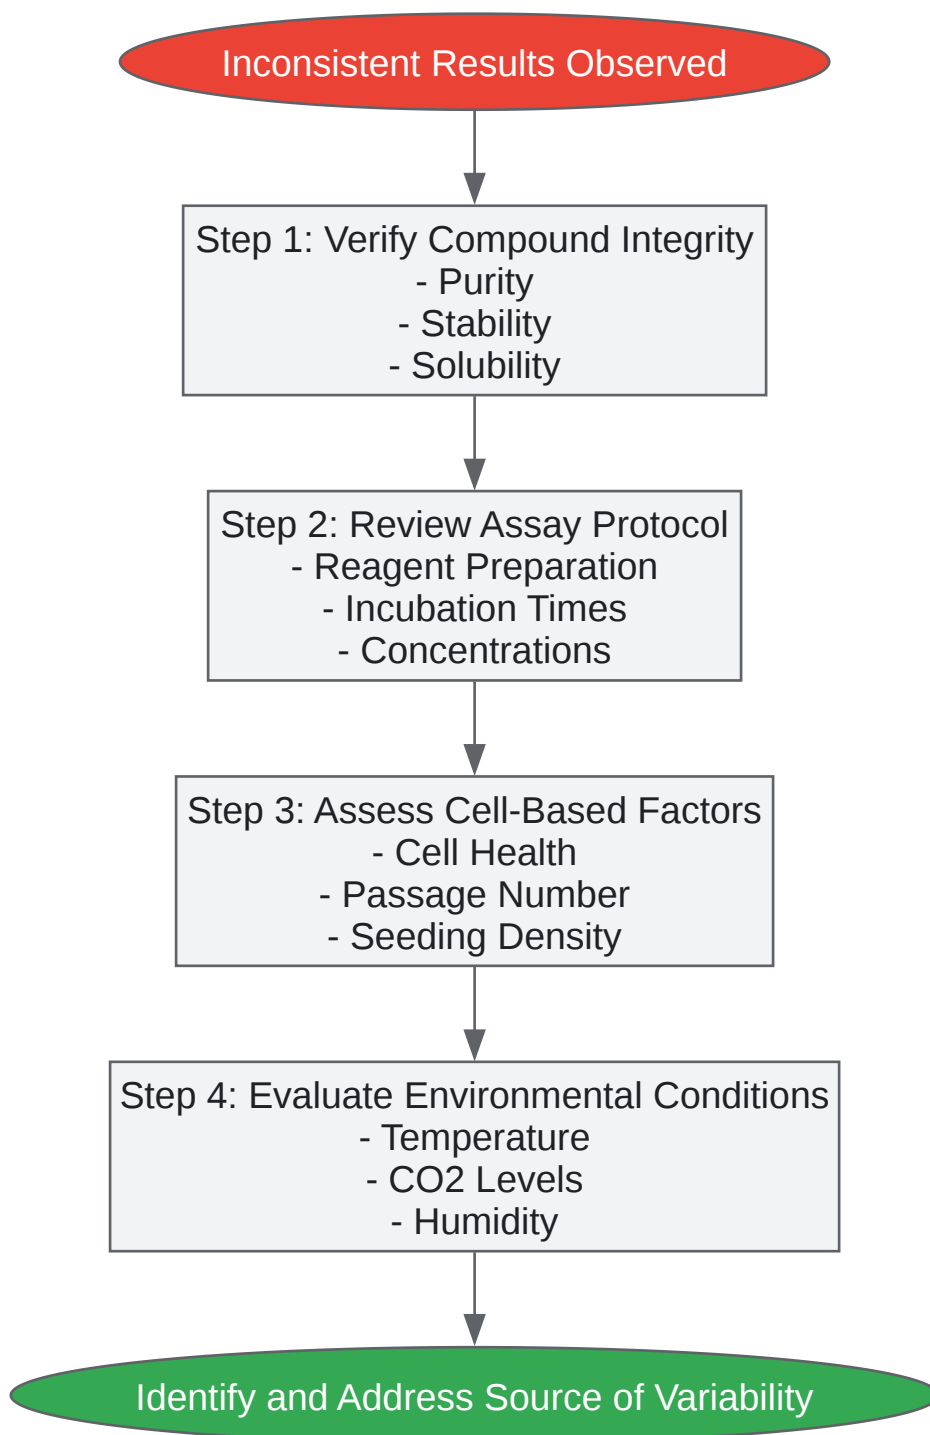 Inconsistent Results Observed
Step 1: Verify Compound Integrity
- Purity
- Stability
- Solubility
Step 2: Review Assay Protocol
- Reagent Preparation
- Incubation Times
- Concentrations
Step 3: Assess Cell-Based Factors
- Cell Health
- Passage Number
- Seeding Density
Step 4: Evaluate Environmental Conditions
- Temperature
- CO2 Levels
- Humidity
Identify and Address Source of Variability